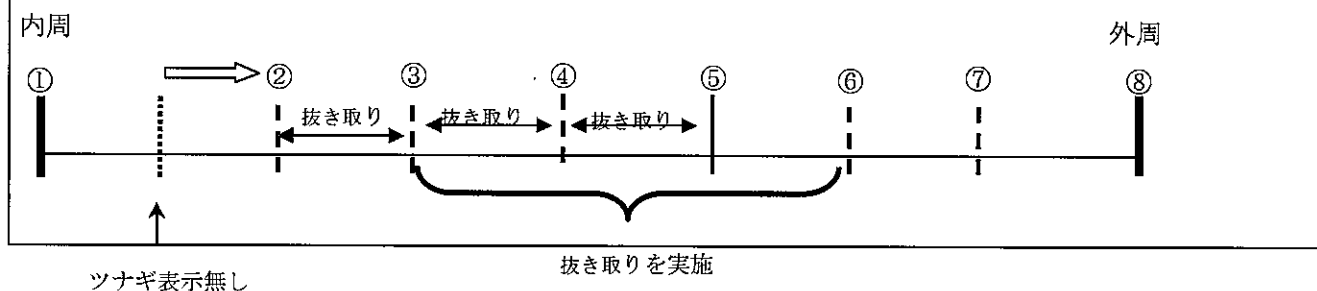 内周
外周
① ② ③ ④ ⑤ ⑥ ⑦ ⑧
抜き取り 抜き取り 抜き取り
抜き取りを実施
ツナギ表示無し